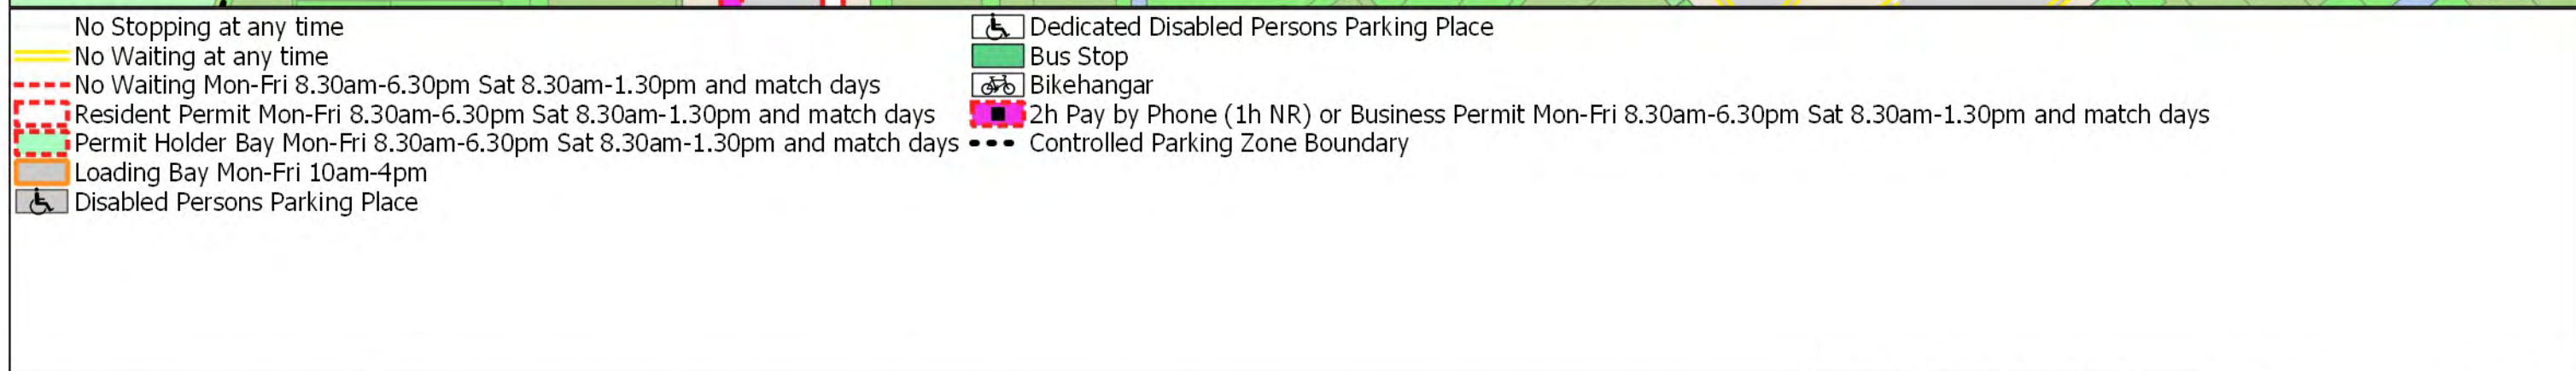 No Stopping at any time
No Waiting at any time
No Waiting Mon-Fri 8.30am-6.30pm Sat 8.30am-1.30pm and match days
Resident Permit Mon-Fri 8.30am-6.30pm Sat 8.30am-1.30pm and match days
Permit Holder Bay Mon-Fri 8.30am-6.30pm Sat 8.30am-1.30pm and match days
Loading Bay Mon-Fri 10am-4pm
Disabled Persons Parking Place
Dedicated Disabled Persons Parking Place
Bus Stop
Bikehangar
2h Pay by Phone (1h NR) or Business Permit Mon-Fri 8.30am-6.30pm Sat 8.30am-1.30pm and match days
Controlled Parking Zone Boundary